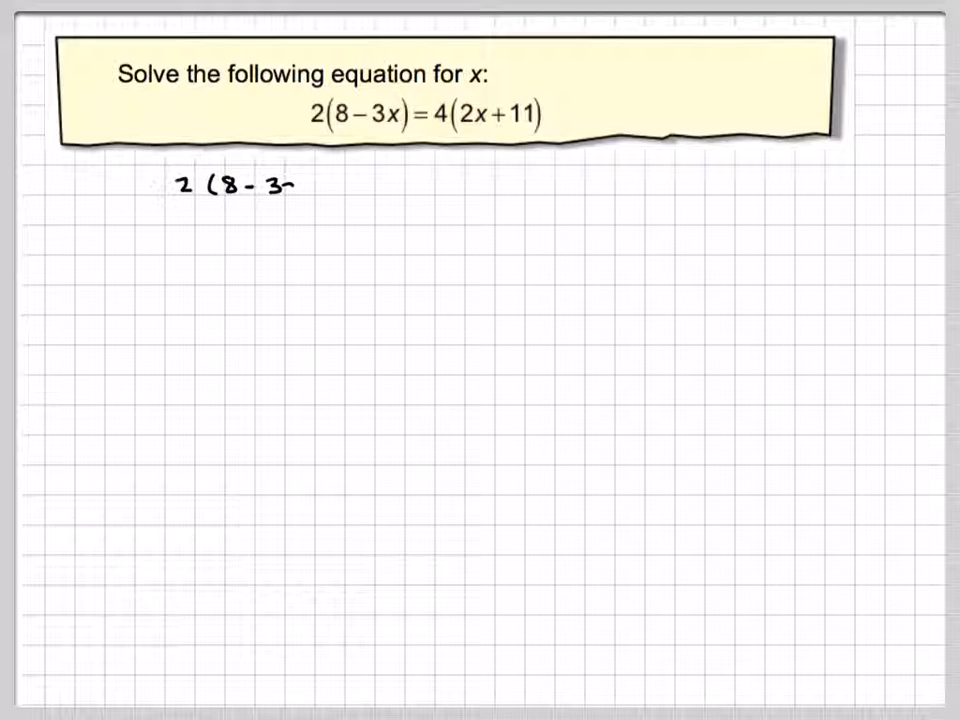 Solve the following equation for x:
2(8−3x)=4(2x+11)
2 (8 - 3